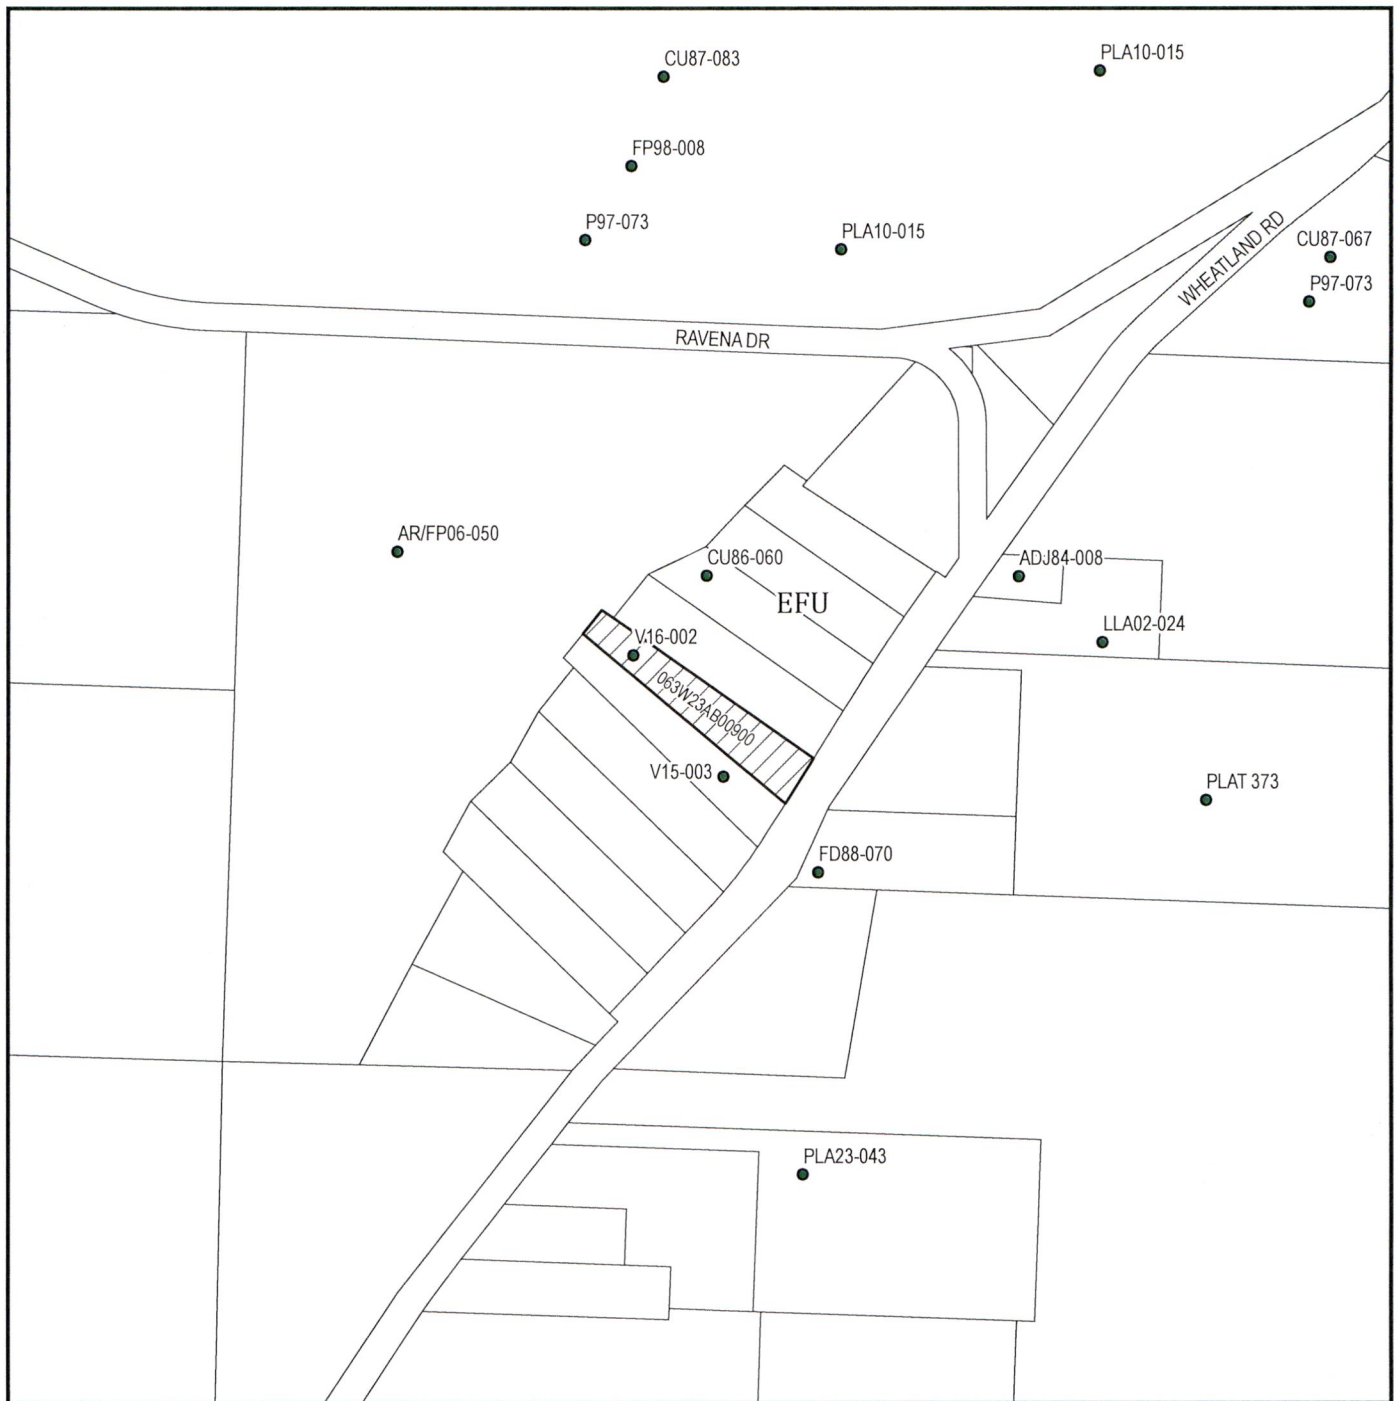 CU87-083
PLA10-015
FP98-008
P97-073
PLA10-015
WHEATLAND RD
CU87-067
P97-073
RAVENA DR
AR/FP06-050
CU86-060
ADJ84-008
EFU
LLA02-024
V16-002
063W23AB00900
V15-003
PLAT 373
FD88-070
PLA23-043